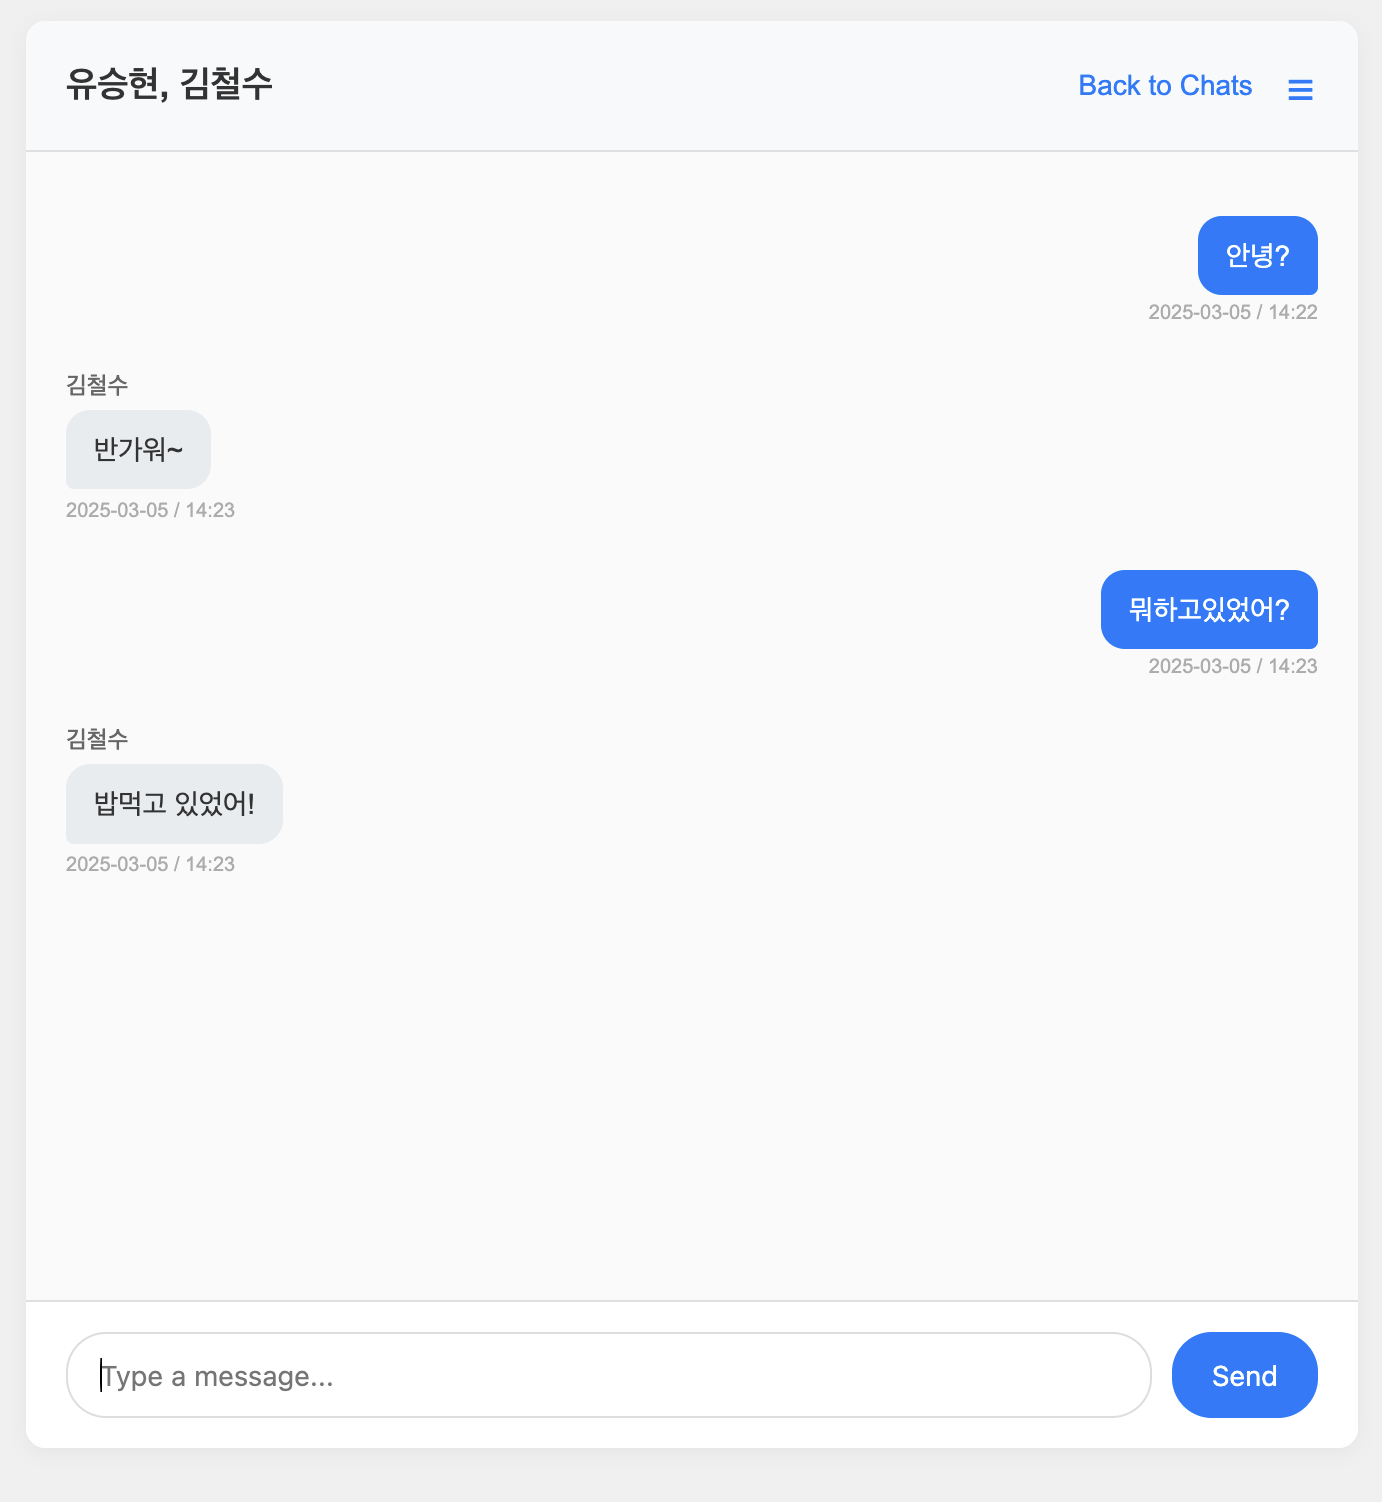 유승현, 김철수
Back to Chats
안녕?
2025-03-05 / 14:22
김철수
반가워~
2025-03-05 / 14:23
뭐하고있었어?
2025-03-05 / 14:23
김철수
밥먹고 있었어!
2025-03-05 / 14:23
Type a message...
Send